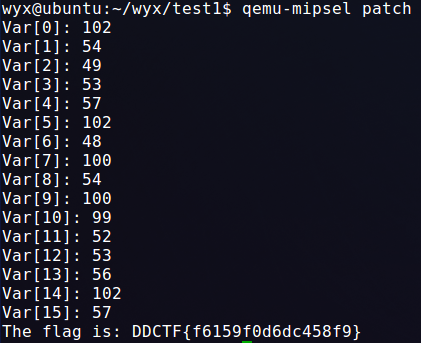 wyx@ubuntu:~/wyx/test1$ qemu-mipsel patch
Var[0]: 102
Var[1]: 54
Var[2]: 49
Var[3]: 53
Var[4]: 57
Var[5]: 102
Var[6]: 48
Var[7]: 100
Var[8]: 54
Var[9]: 100
Var[10]: 99
Var[11]: 52
Var[12]: 53
Var[13]: 56
Var[14]: 102
Var[15]: 57
The flag is: DDCTF{f6159f0d6dc458f9}